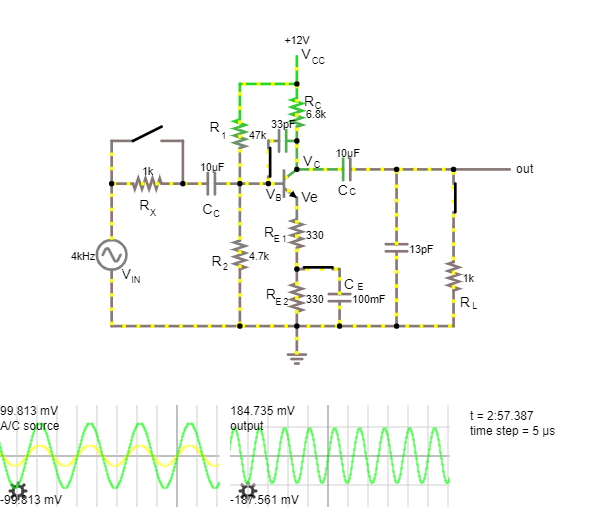 +12V
VCC
RC
6.8k
33pF
R1
47k
VC
10µF
out
1k
10µF
RX
CC
VB
Ve
CC
RE1
330
4kHz
VIN
R2
4.7k
13pF
CE
100mF
RE2
330
1k
RL
99.813 mV
A/C source
-99.813 mV
184.735 mV
output
-187.561 mV
t = 2:57.387
time step = 5 µs